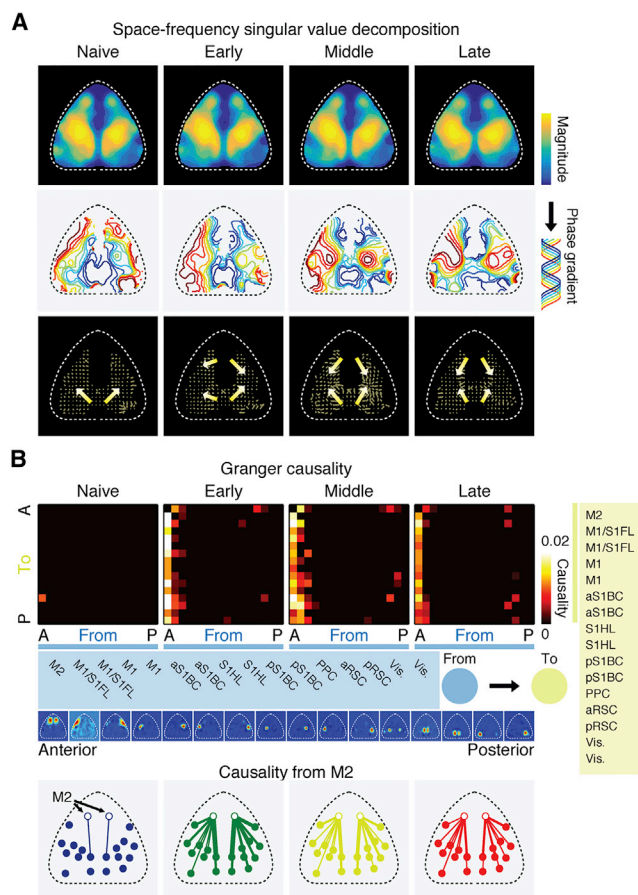 A
Space-frequency singular value decomposition
Naive Early Middle Late
Magnitude
Phase gradient
B
Granger causality
Naive Early Middle Late
A
To
P
A From P A From P A From P A From P
0.02
Causality
0
M2
M1/S1FL
M1/S1FL
M1
M1
aS1BC
aS1BC
S1HL
S1HL
pS1BC
pS1BC
PPC
aRSC
pRSC
Vis.
Vis.
From
To
M2
M1/S1FL
M1/S1FL
M1
M1
aS1BC
aS1BC
S1HL
S1HL
pS1BC
pS1BC
PPC
aRSC
pRSC
Vis.
Vis.
Anterior Posterior
Causality from M2
M2